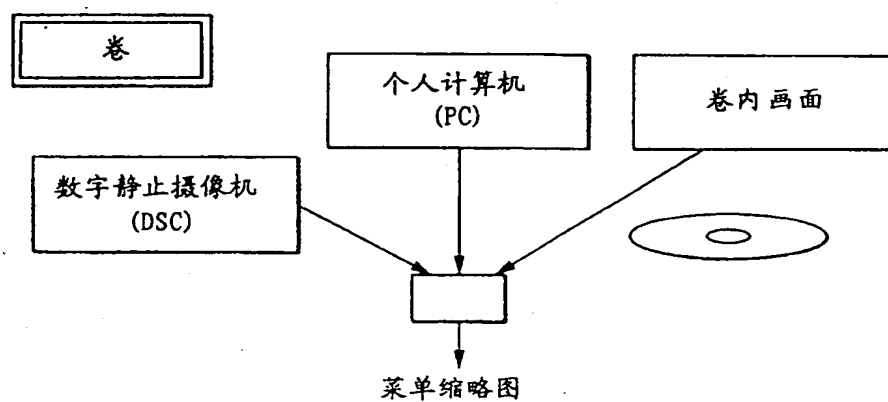 卷
个人计算机
(PC)
卷内画面
数字静止摄像机
(DSC)
菜单缩略图